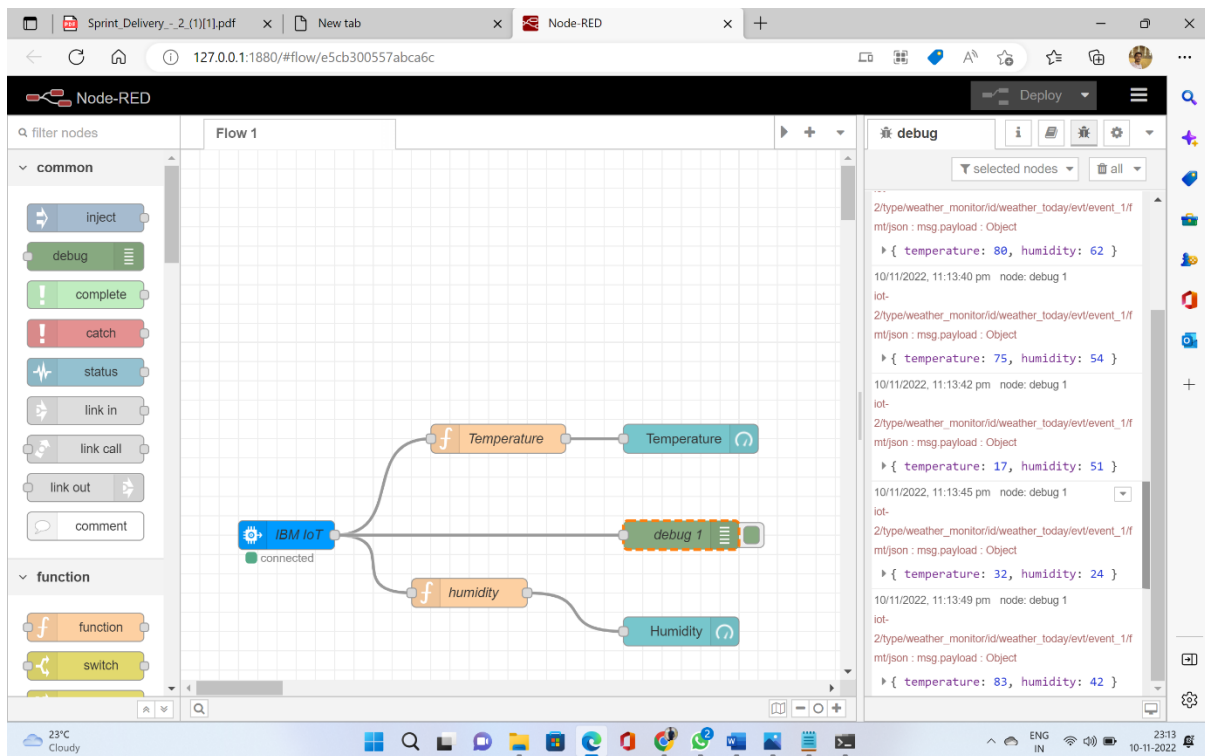 Sprint_Delivery_-_2_(1)[1].pdf
New tab
Node-RED
127.0.0.1:1880/#flow/e5cb300557abca6c
Node-RED
Deploy
filter nodes
Flow 1
debug
i
selected nodes
all
common
inject
debug
complete
catch
status
link in
link call
link out
comment
function
function
switch
Temperature
Temperature
IBM IoT
connected
debug 1
humidity
Humidity
iot-
2/type/weather_monitor/id/weather_today/evt/event_1/f
mt/json : msg.payload : Object
{ temperature: 80, humidity: 62 }
10/11/2022, 11:13:40 pm node: debug 1
iot-
2/type/weather_monitor/id/weather_today/evt/event_1/f
mt/json : msg.payload : Object
{ temperature: 75, humidity: 54 }
10/11/2022, 11:13:42 pm node: debug 1
iot-
2/type/weather_monitor/id/weather_today/evt/event_1/f
mt/json : msg.payload : Object
{ temperature: 17, humidity: 51 }
10/11/2022, 11:13:45 pm node: debug 1
iot-
2/type/weather_monitor/id/weather_today/evt/event_1/f
mt/json : msg.payload : Object
{ temperature: 32, humidity: 24 }
10/11/2022, 11:13:49 pm node: debug 1
iot-
2/type/weather_monitor/id/weather_today/evt/event_1/f
mt/json : msg.payload : Object
{ temperature: 83, humidity: 42 }
23°C
Cloudy
ENG
IN
23:13
10-11-2022